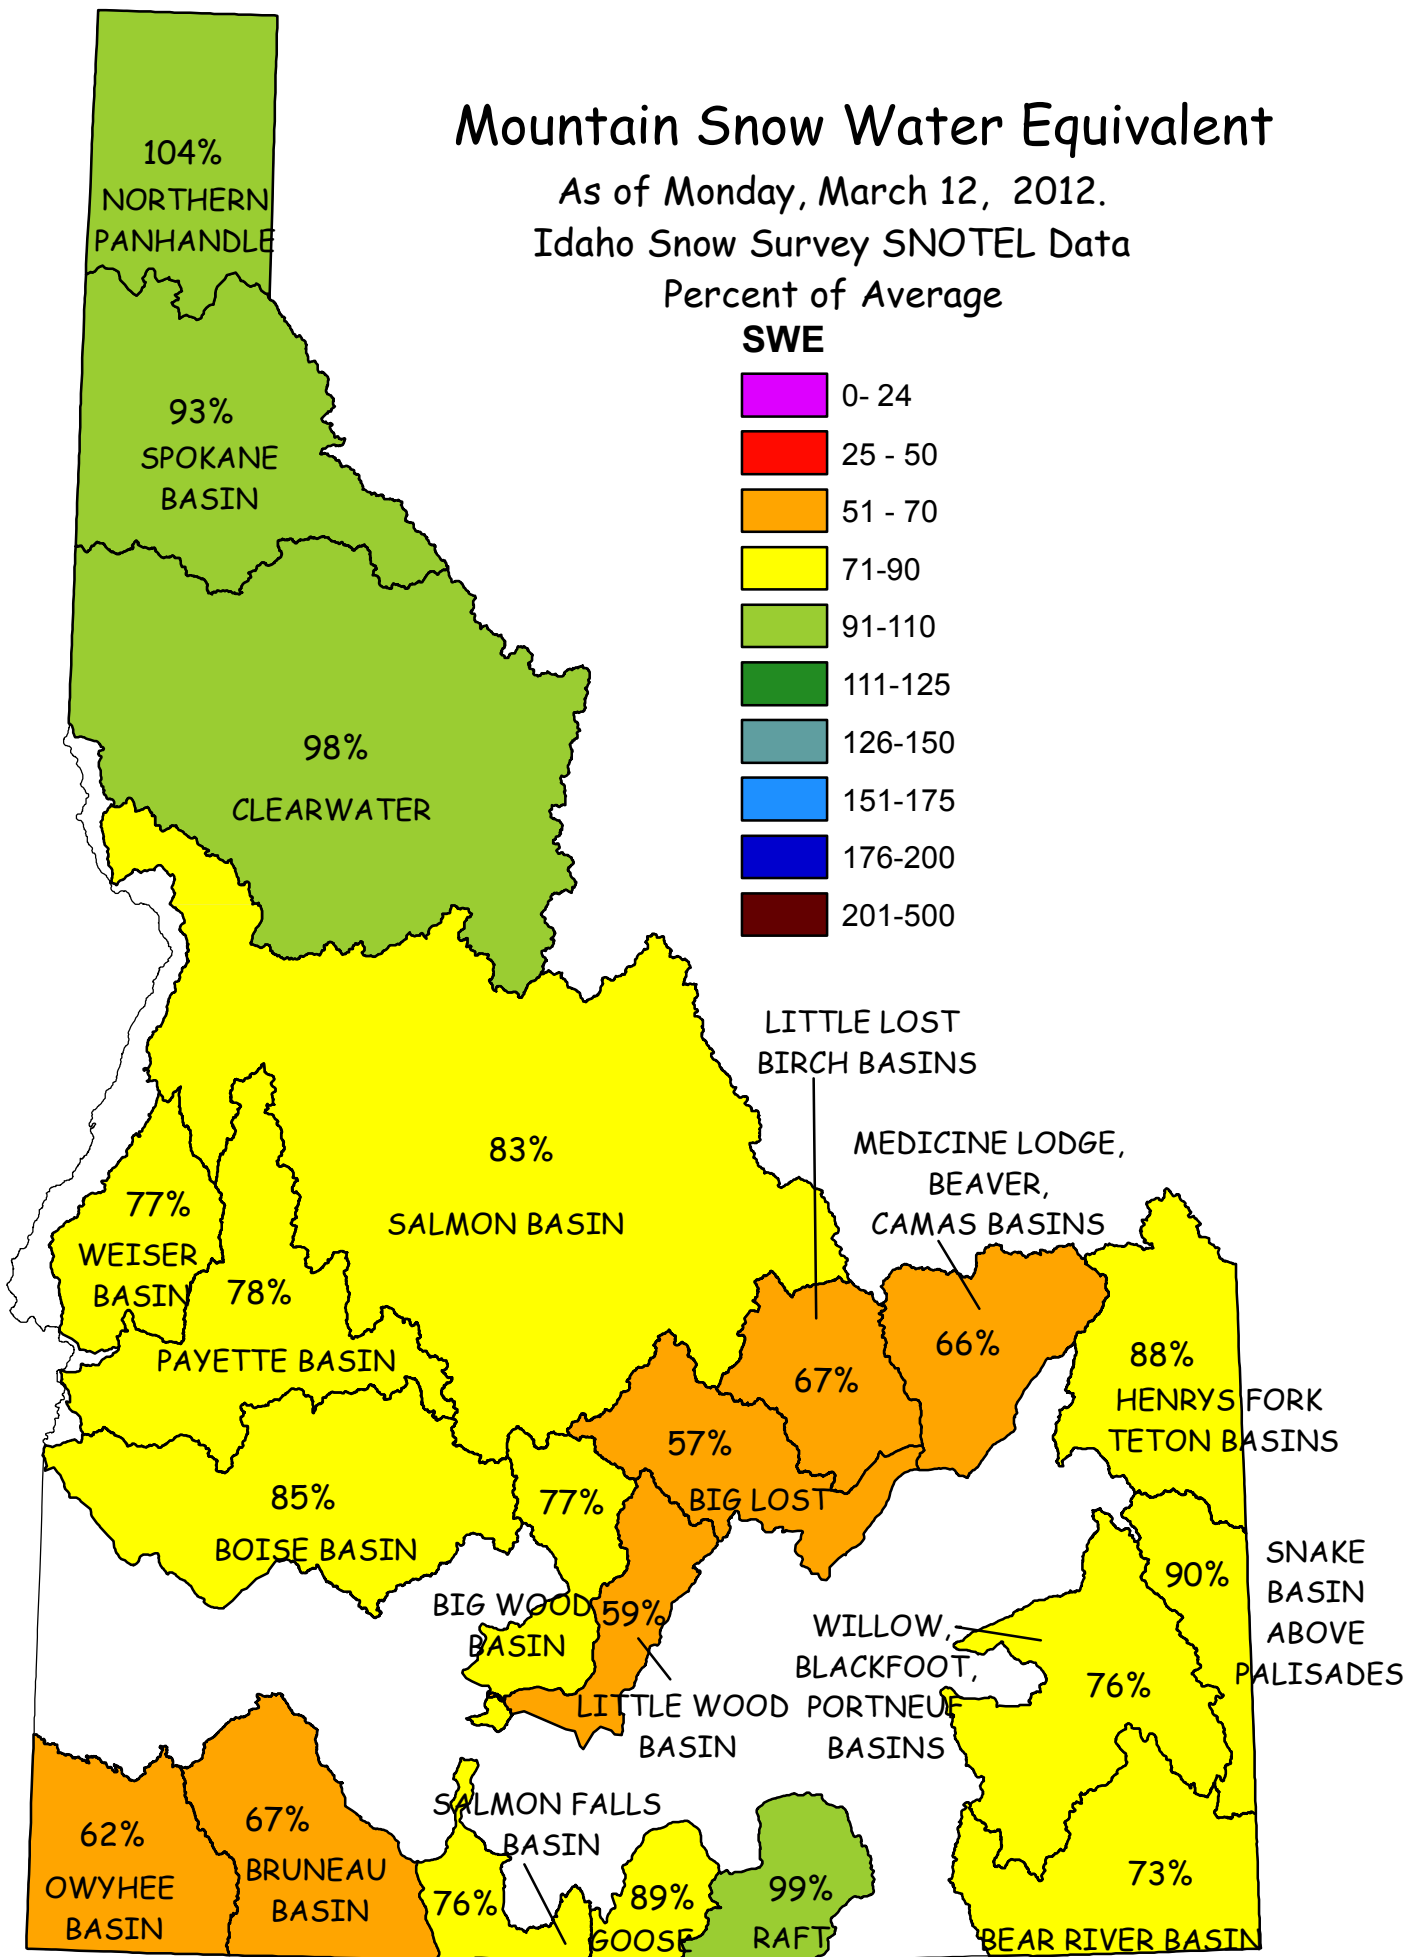 Mountain Snow Water Equivalent
As of Monday, March 12,  2012.
Idaho Snow Survey SNOTEL Data
Percent of Average
SWE
0- 24
25 - 50
51 - 70
71-90
91-110
111-125
126-150
151-175
176-200
201-500
104%
NORTHERN
PANHANDLE
93%
SPOKANE
BASIN
98%
CLEARWATER
83%
SALMON BASIN
77%
WEISER
BASIN
78%
PAYETTE BASIN
85%
BOISE BASIN
LITTLE LOST
BIRCH BASINS
67%
MEDICINE LODGE,
BEAVER,
CAMAS BASINS
66%
88%
HENRYS FORK
TETON BASINS
57%
BIG LOST
77%
BIG WOOD
BASIN
59%
LITTLE WOOD
BASIN
90%
SNAKE
BASIN
ABOVE
PALISADES
WILLOW,
BLACKFOOT,
PORTNEUF
BASINS
76%
62%
OWYHEE
BASIN
67%
BRUNEAU
BASIN
SALMON FALLS
BASIN
76%
89%
GOOSE
99%
RAFT
73%
BEAR RIVER BASIN